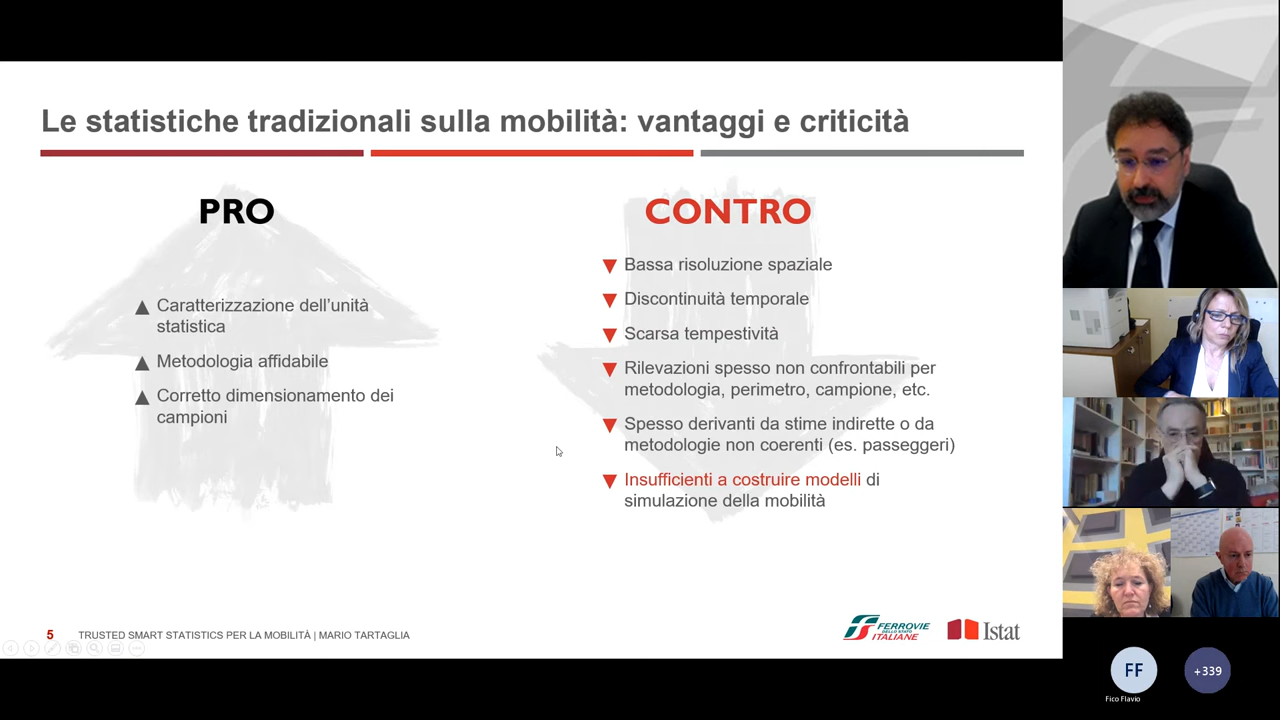 Le statistiche tradizionali sulla mobilità: vantaggi e criticità
PRO
▲ Caratterizzazione dell'unità
statistica
▲ Metodologia affidabile
▲ Corretto dimensionamento dei
campioni
CONTRO
▼ Bassa risoluzione spaziale
▼ Discontinuità temporale
▼ Scarsa tempestività
▼ Rilevazioni spesso non confrontabili per
metodologia, perimetro, campione, etc.
▼ Spesso derivanti da stime indirette o da
metodologie non coerenti (es. passeggeri)
▼ Insufficienti a costruire modelli di
simulazione della mobilità
5 TRUSTED SMART STATISTICS PER LA MOBILITÀ | MARIO TARTAGLIA
FERROVIE
DELLO STATO
ITALIANE
Istat
FF
+339
Fico Flavio